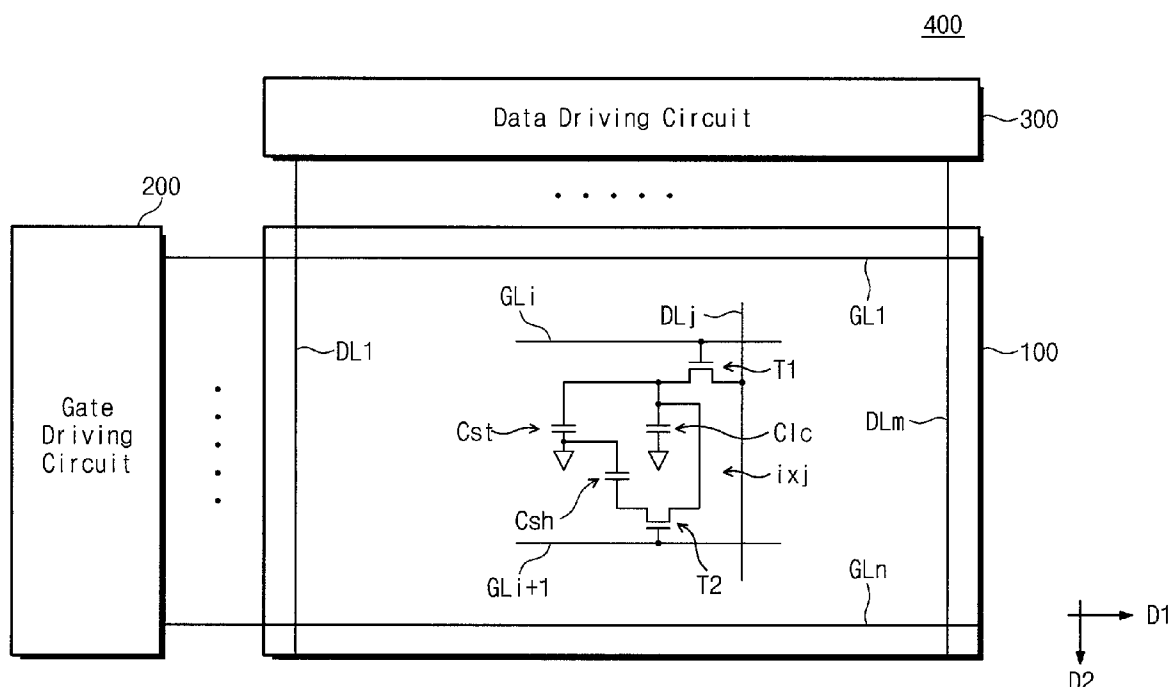 400
Data Driving Circuit
300
200
GLi
DLj
GL1
DL1
T1
100
Gate
Driving
Circuit
Cst
Clc
DLm
ixj
Csh
GLi+1
T2
GLn
D1
D2